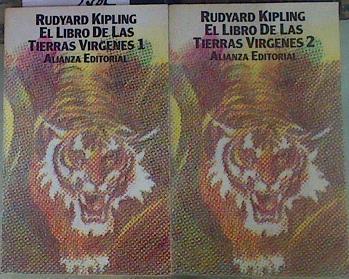 RUDYARD KIPLING
EL LIBRO DE LAS
TIERRAS VIRGENES 1
ALIANZA EDITORIAL
RUDYARD KIPLING
EL LIBRO DE LAS
TIERRAS VIRGENES 2
ALIANZA EDITORIAL